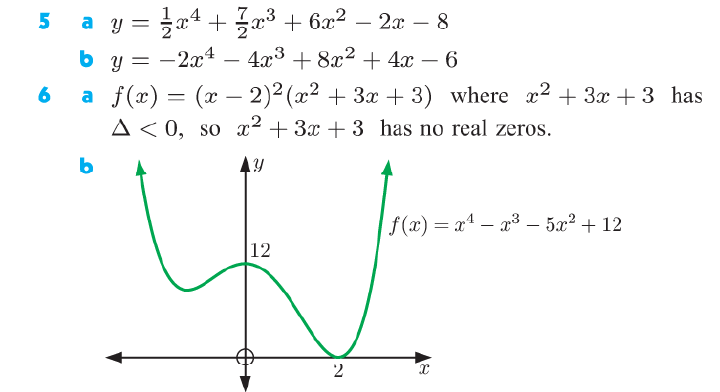 5 a y = ½x⁴ + 7/2x³ + 6x² − 2x − 8
b y = −2x⁴ − 4x³ + 8x² + 4x − 6
6 a f(x) = (x − 2)²(x² + 3x + 3) where x² + 3x + 3 has
Δ < 0, so x² + 3x + 3 has no real zeros.
b
y
f(x) = x⁴ − x³ − 5x² + 12
12
2
x